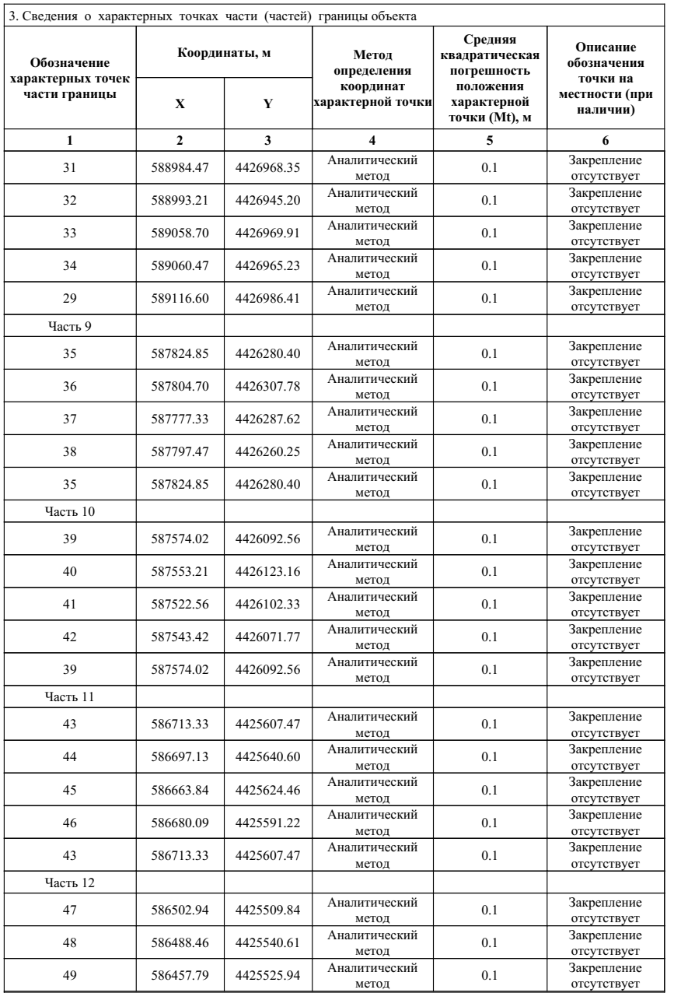 3. Сведения о характерных точках части (частей) границы объекта
Обозначение характерных точек части границы
Координаты, м
Метод определения координат характерной точки
Средняя квадратическая погрешность положения характерной точки (Mt), м
Описание обозначения точки на местности (при наличии)
X Y
1 2 3 4 5 6
31 588984.47 4426968.35 Аналитический метод 0.1 Закрепление отсутствует
32 588993.21 4426945.20 Аналитический метод 0.1 Закрепление отсутствует
33 589058.70 4426969.91 Аналитический метод 0.1 Закрепление отсутствует
34 589060.47 4426965.23 Аналитический метод 0.1 Закрепление отсутствует
29 589116.60 4426986.41 Аналитический метод 0.1 Закрепление отсутствует
Часть 9
35 587824.85 4426280.40 Аналитический метод 0.1 Закрепление отсутствует
36 587804.70 4426307.78 Аналитический метод 0.1 Закрепление отсутствует
37 587777.33 4426287.62 Аналитический метод 0.1 Закрепление отсутствует
38 587797.47 4426260.25 Аналитический метод 0.1 Закрепление отсутствует
35 587824.85 4426280.40 Аналитический метод 0.1 Закрепление отсутствует
Часть 10
39 587574.02 4426092.56 Аналитический метод 0.1 Закрепление отсутствует
40 587553.21 4426123.16 Аналитический метод 0.1 Закрепление отсутствует
41 587522.56 4426102.33 Аналитический метод 0.1 Закрепление отсутствует
42 587543.42 4426071.77 Аналитический метод 0.1 Закрепление отсутствует
39 587574.02 4426092.56 Аналитический метод 0.1 Закрепление отсутствует
Часть 11
43 586713.33 4425607.47 Аналитический метод 0.1 Закрепление отсутствует
44 586697.13 4425640.60 Аналитический метод 0.1 Закрепление отсутствует
45 586663.84 4425624.46 Аналитический метод 0.1 Закрепление отсутствует
46 586680.09 4425591.22 Аналитический метод 0.1 Закрепление отсутствует
43 586713.33 4425607.47 Аналитический метод 0.1 Закрепление отсутствует
Часть 12
47 586502.94 4425509.84 Аналитический метод 0.1 Закрепление отсутствует
48 586488.46 4425540.61 Аналитический метод 0.1 Закрепление отсутствует
49 586457.79 4425525.94 Аналитический метод 0.1 Закрепление отсутствует